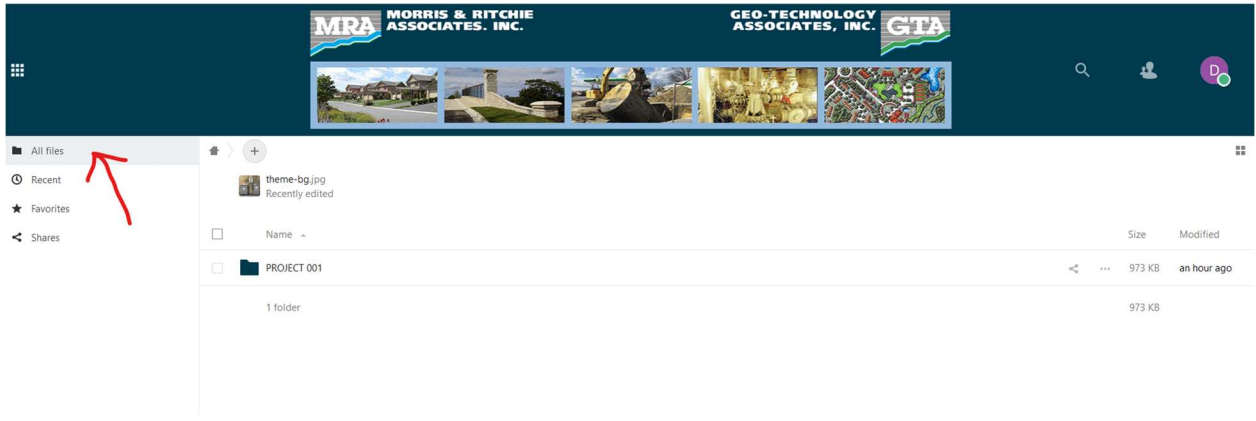 MRA
MORRIS & RITCHIE
ASSOCIATES. INC.
GEO-TECHNOLOGY
ASSOCIATES, INC.
GTA
D
All files
Recent
theme-bg.jpg
Recently edited
Favorites
Shares
Name
Size
Modified
PROJECT 001
973 KB
an hour ago
1 folder
973 KB